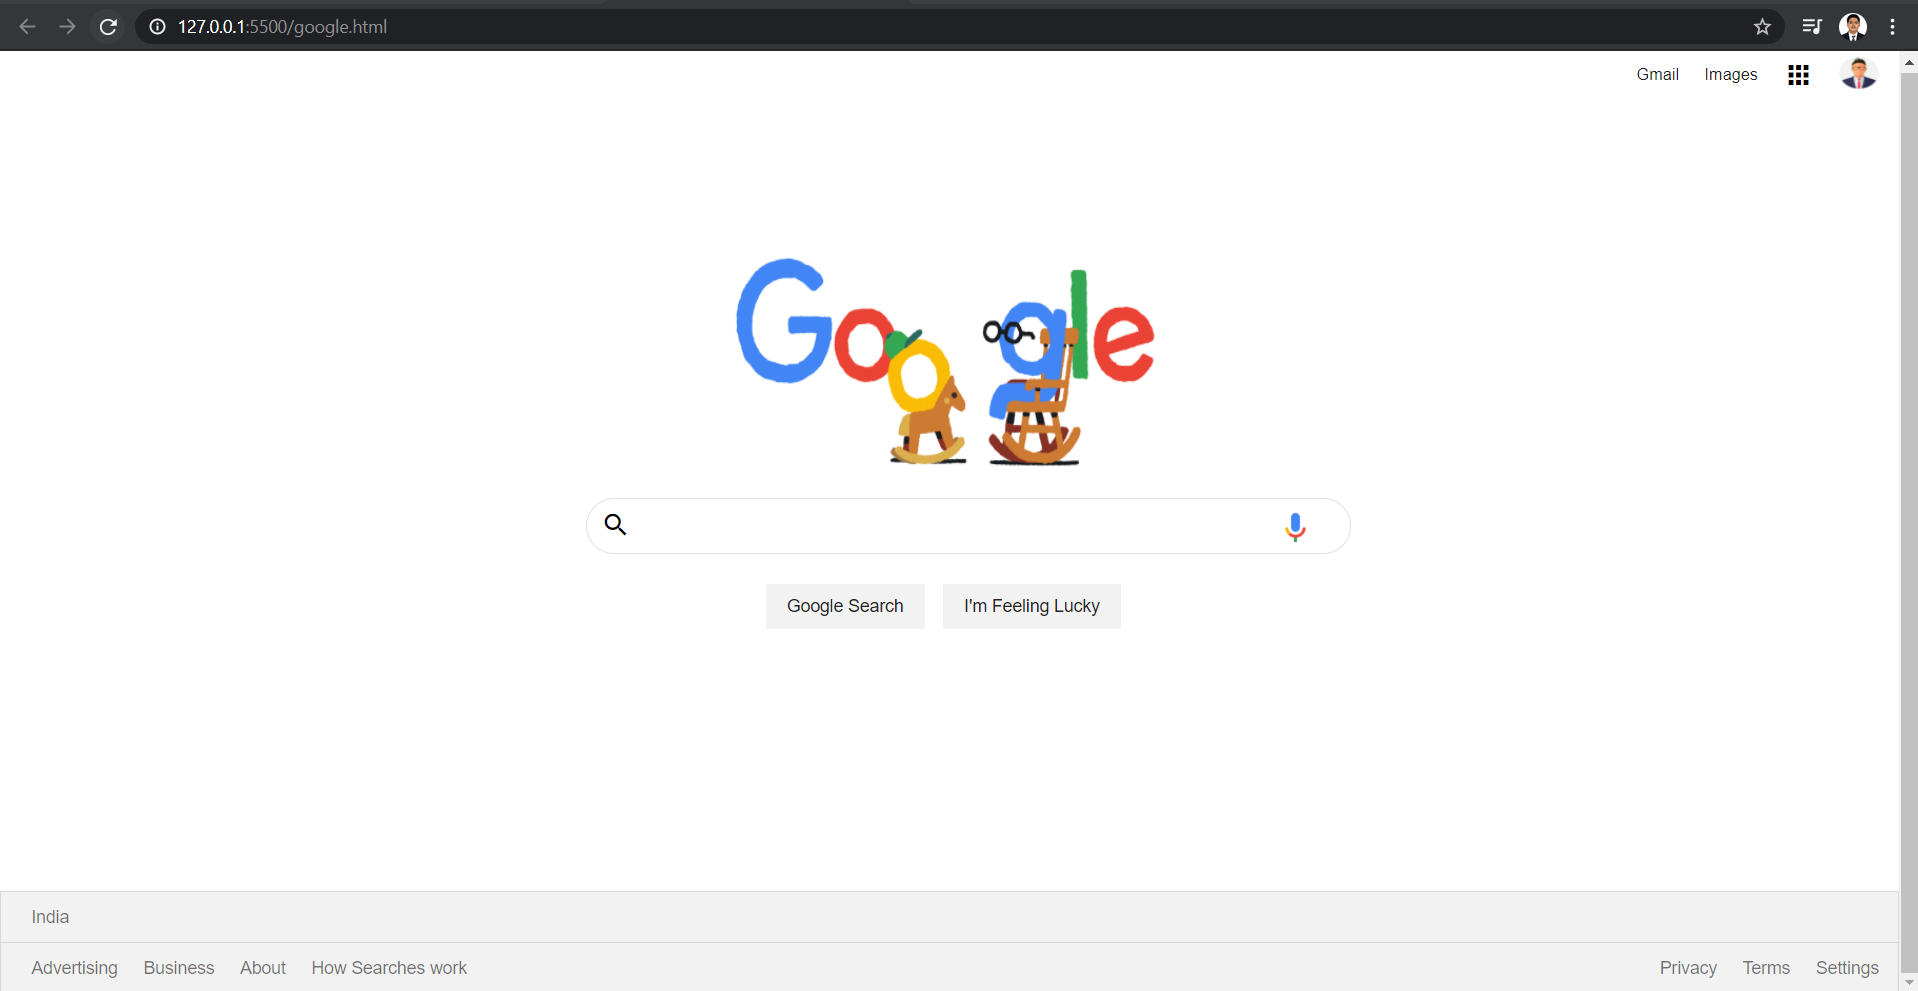 127.0.0.1:5500/google.html
Gmail Images
Google
Google Search I'm Feeling Lucky
India
Advertising Business About How Searches work
Privacy Terms Settings